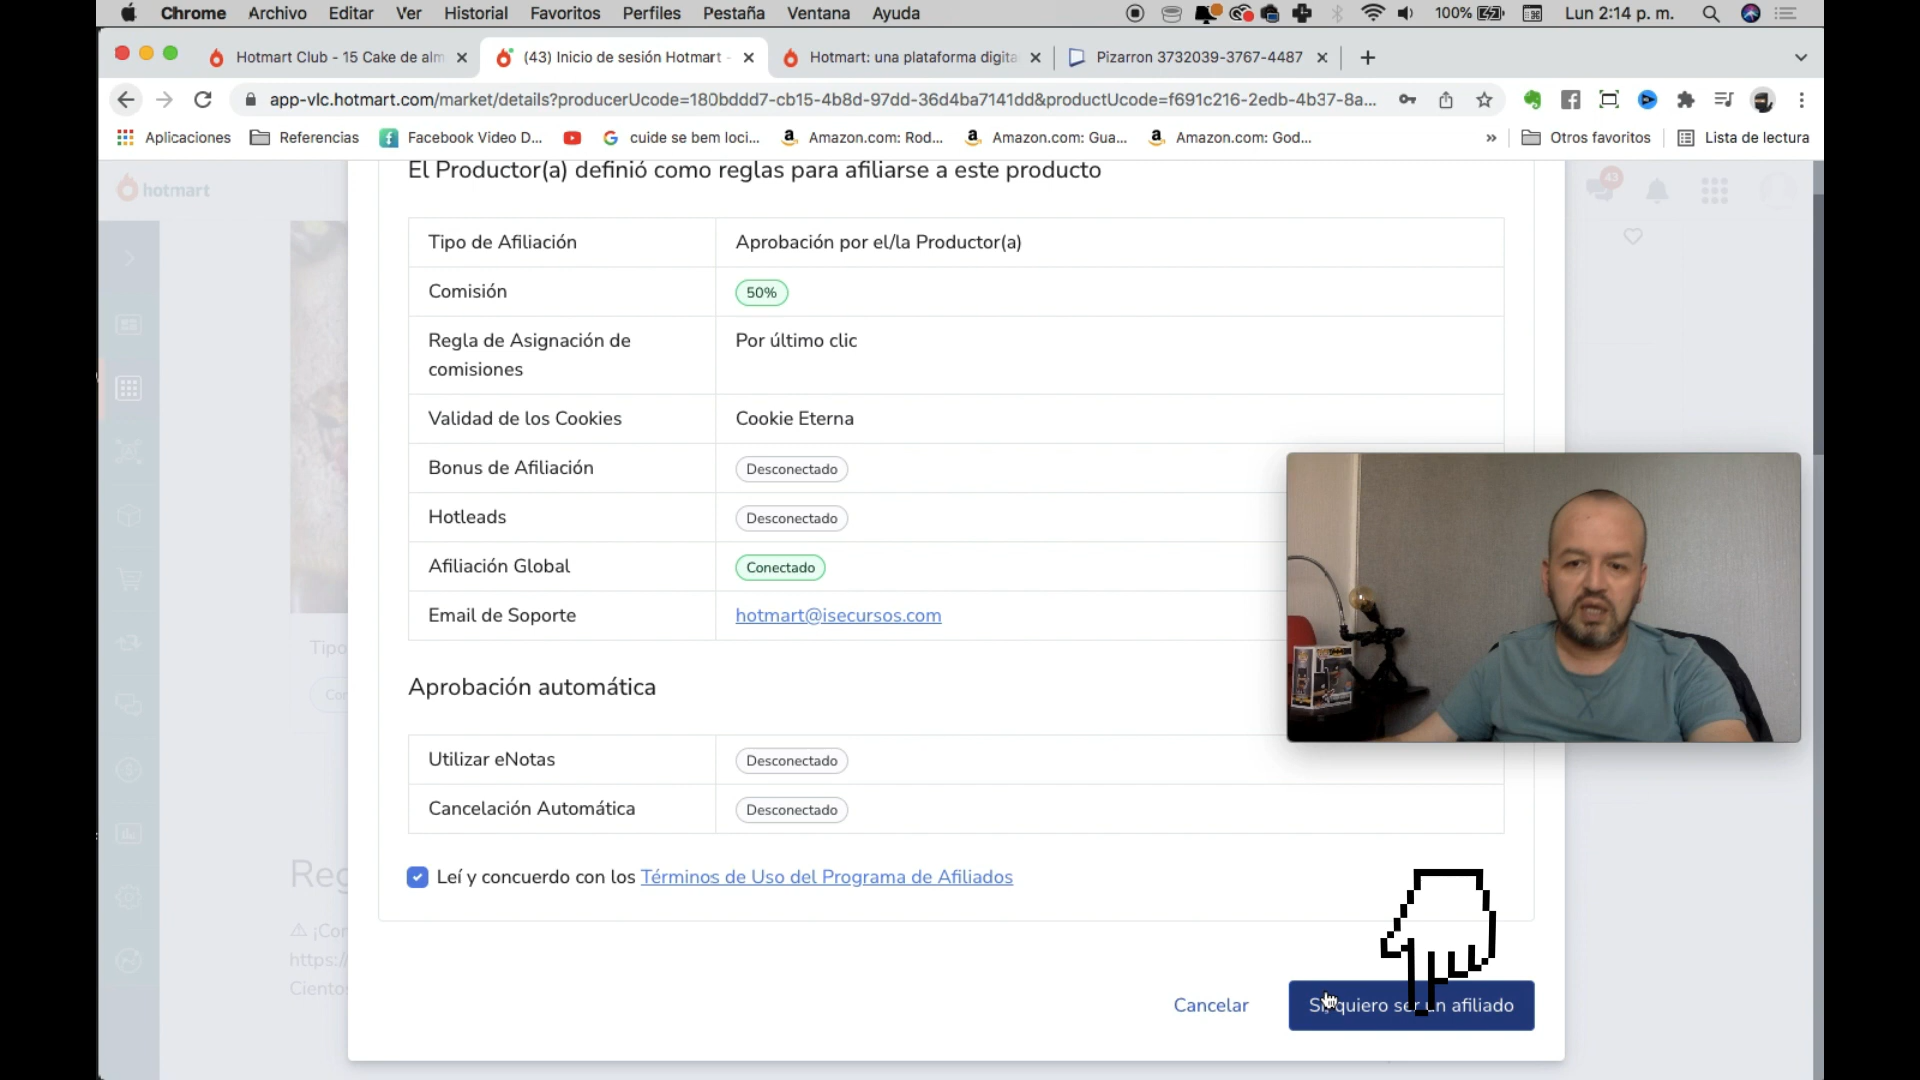 Chrome Archivo Editar Ver Historial Favoritos Perfiles Pestaña Ventana Ayuda 100% Lun 2:14 p. m.
Hotmart Club - 15 Cake de alm (43) Inicio de sesión Hotmart - Hotmart: una plataforma digita Pizarron 3732039-3767-4487
app-vlc.hotmart.com/market/details?producerUcode=180bddd7-cb15-4b8d-97dd-36d4ba7141dd&productUcode=f691c216-2edb-4b37-8a...
Aplicaciones Referencias Facebook Video D... cuide se bem loci... Amazon.com: Rod... Amazon.com: Gua... Amazon.com: God... » Otros favoritos Lista de lectura
El Productor(a) definió como reglas para afiliarse a este producto
hotmart 43
Tipo de Afiliación Aprobación por el/la Productor(a)
Comisión 50%
Regla de Asignación de Por último clic
comisiones
Validad de los Cookies Cookie Eterna
Bonus de Afiliación Desconectado
Hotleads Desconectado
Afiliación Global Conectado
Email de Soporte hotmart@isecursos.com
Tipo
Aprobación automática
Utilizar eNotas Desconectado
Cancelación Automática Desconectado
Reg
Leí y concuerdo con los Términos de Uso del Programa de Afiliados
¡Con
https:/
Ciento
Cancelar quiero afiliado